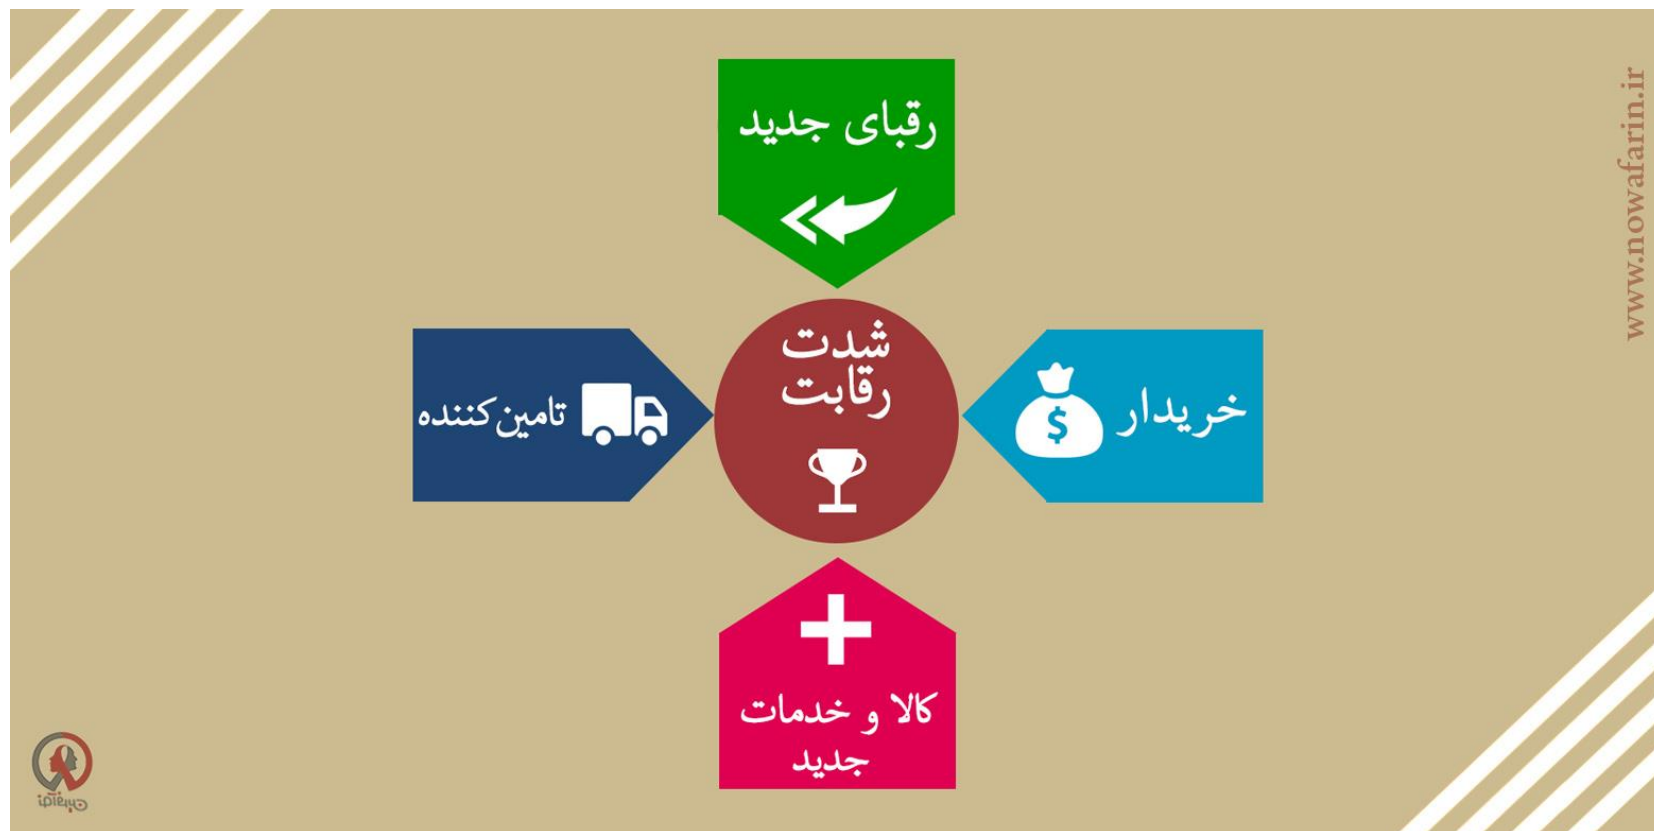 رقبای جدید
شدت
رقابت
خریدار
$
تامین‌کننده
کالا و خدمات
جدید
www.nowafarin.ir